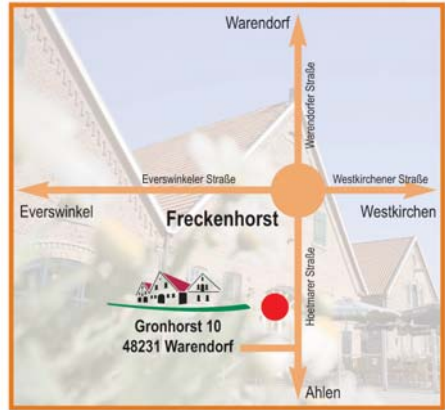 Warendorf
Warendorfer Straße
Everswinkeler Straße
Westkirchener Straße
Everswinkel
Freckenhorst
Westkirchen
Hoetmarer Straße
Gronhorst 10
48231 Warendorf
Ahlen